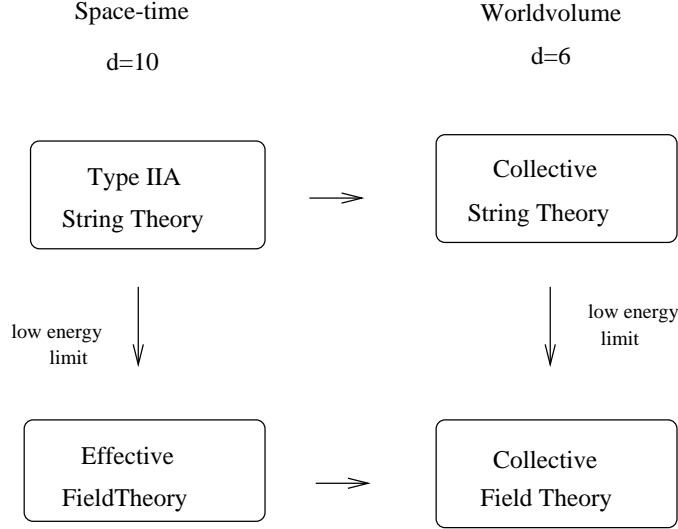 Space-time
Worldvolume
d=10
d=6
Type IIA
String Theory
Collective
String Theory
low energy
limit
low energy
limit
Effective
FieldTheory
Collective
Field Theory